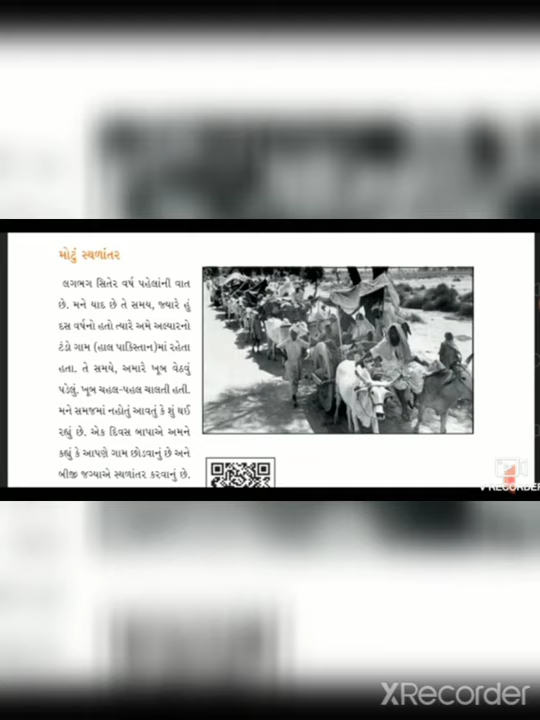 મોટું સ્થળાંતર
લગભગ સિત્તેર વર્ષ પહેલાંની વાત
છે. મને યાદ છે તે સમય, જ્યારે હું
દસ વર્ષનો હતો ત્યારે અમે અલ્યારનો
ટંડો ગામ (હાલ પાકિસ્તાન)માં રહેતા
હતા. તે સમયે, અમારે ખૂબ વેઠવું
પડેલું. ખૂબ ચહલ-પહલ ચાલતી હતી.
મને સમજમાં નહોતું આવતું કે શું થઈ
રહ્યું છે. એક દિવસ બાપાએ અમને
કહ્યું કે આપણે ગામ છોડવાનું છે અને
બીજી જગ્યાએ સ્થળાંતર કરવાનું છે.
V RECORDER
XRecorder